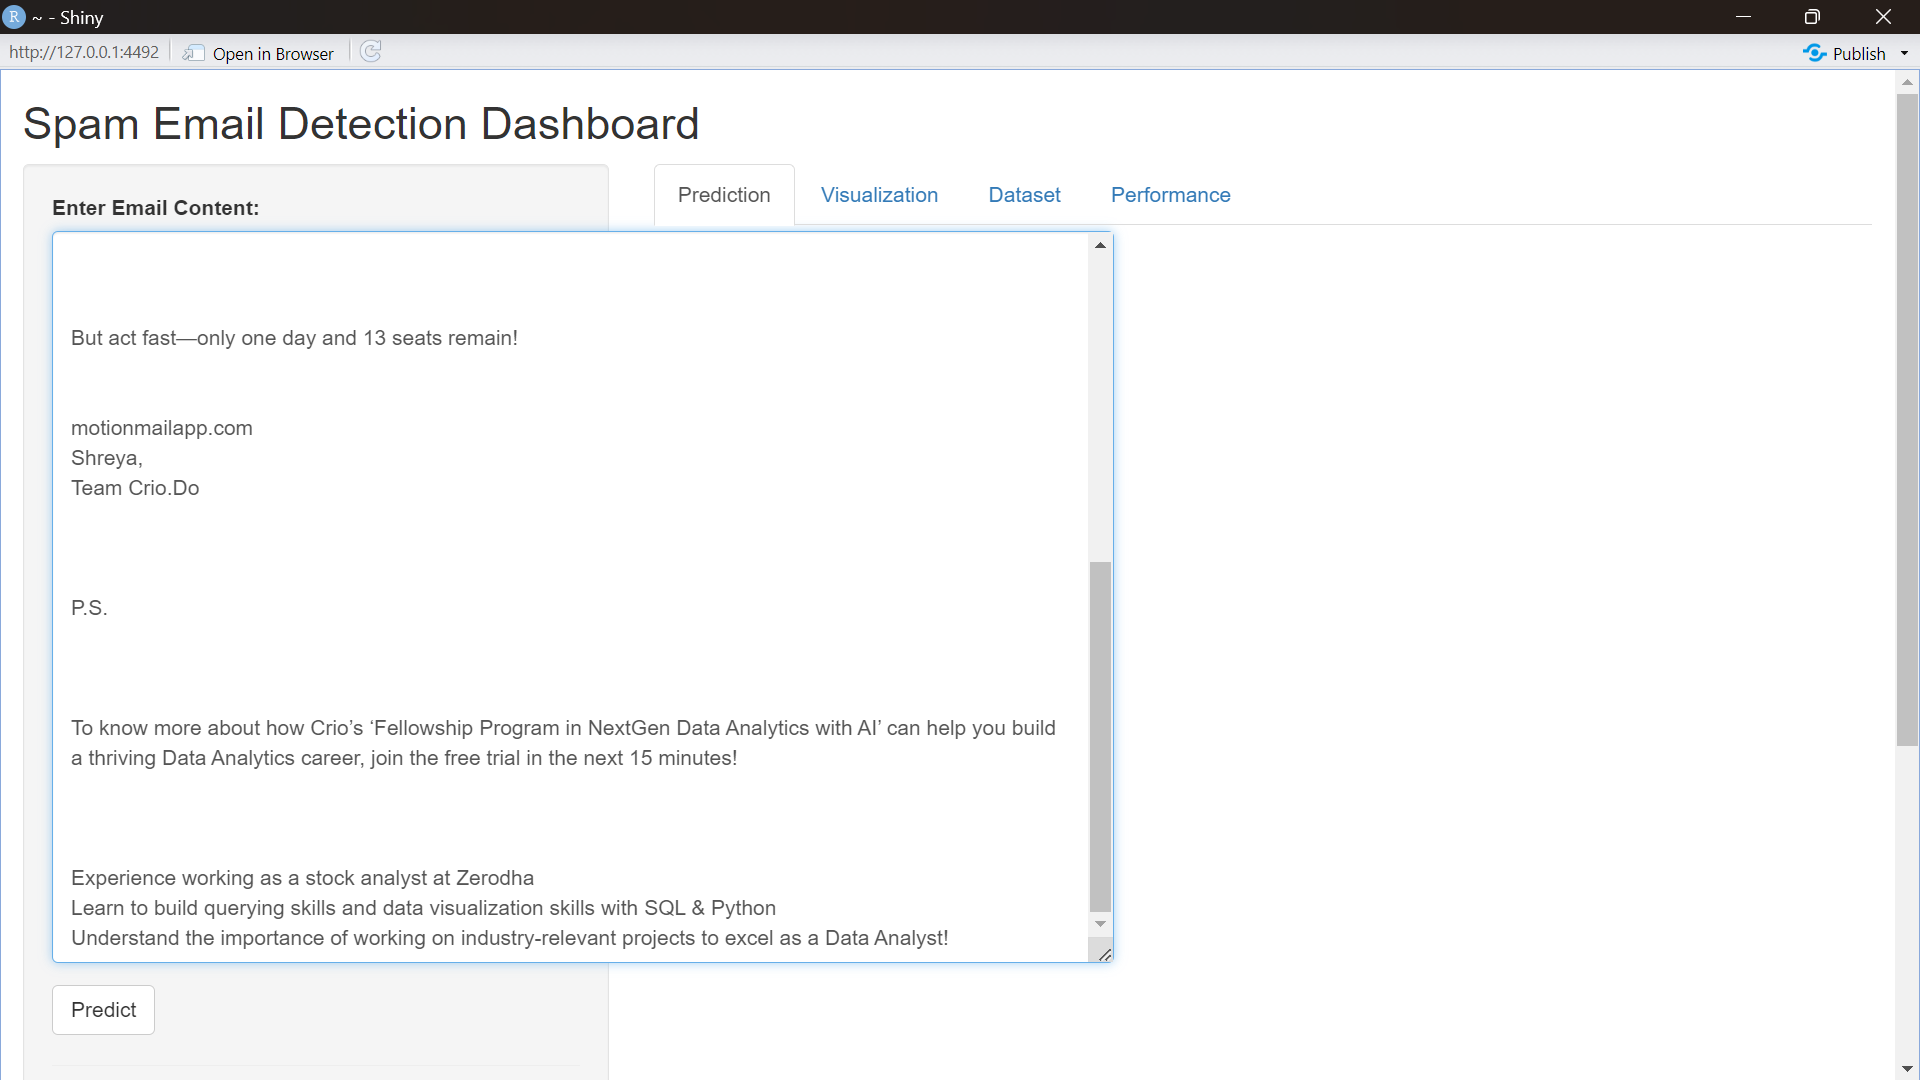 R ~ - Shiny
http://127.0.0.1:4492 Open in Browser Publish
Spam Email Detection Dashboard
Enter Email Content:
Prediction Visualization Dataset Performance
But act fast—only one day and 13 seats remain!
motionmailapp.com
Shreya,
Team Crio.Do
P.S.
To know more about how Crio’s ‘Fellowship Program in NextGen Data Analytics with AI’ can help you build
a thriving Data Analytics career, join the free trial in the next 15 minutes!
Experience working as a stock analyst at Zerodha
Learn to build querying skills and data visualization skills with SQL & Python
Understand the importance of working on industry-relevant projects to excel as a Data Analyst!
Predict